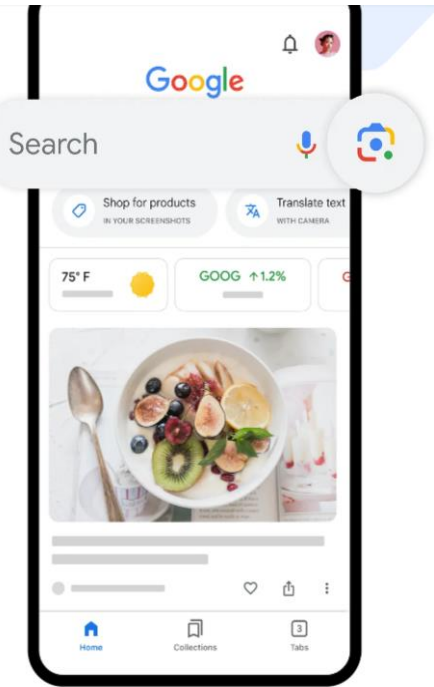 Google
Search
Shop for products
IN YOUR SCREENSHOTS
Translate text
WITH CAMERA
75° F
GOOG ↑1.2%
G
Home
Collections
3
Tabs